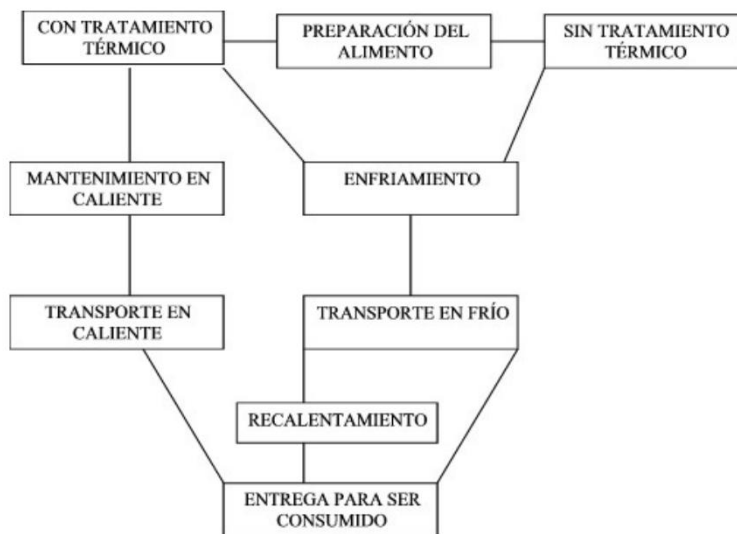 CON TRATAMIENTO
TÉRMICO
PREPARACIÓN DEL
ALIMENTO
SIN TRATAMIENTO
TÉRMICO
MANTENIMIENTO EN
CALIENTE
ENFRIAMIENTO
TRANSPORTE EN
CALIENTE
TRANSPORTE EN FRÍO
RECALENTAMIENTO
ENTREGA PARA SER
CONSUMIDO